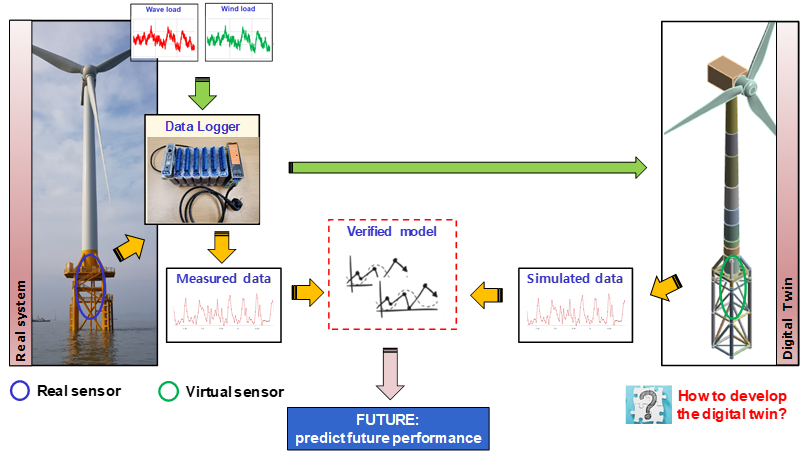 Wave load
Wind load
Data Logger
Real system
Verified model
Measured data
Simulated data
Digital Twin
Real sensor
Virtual sensor
FUTURE:
predict future performance
How to develop
the digital twin?